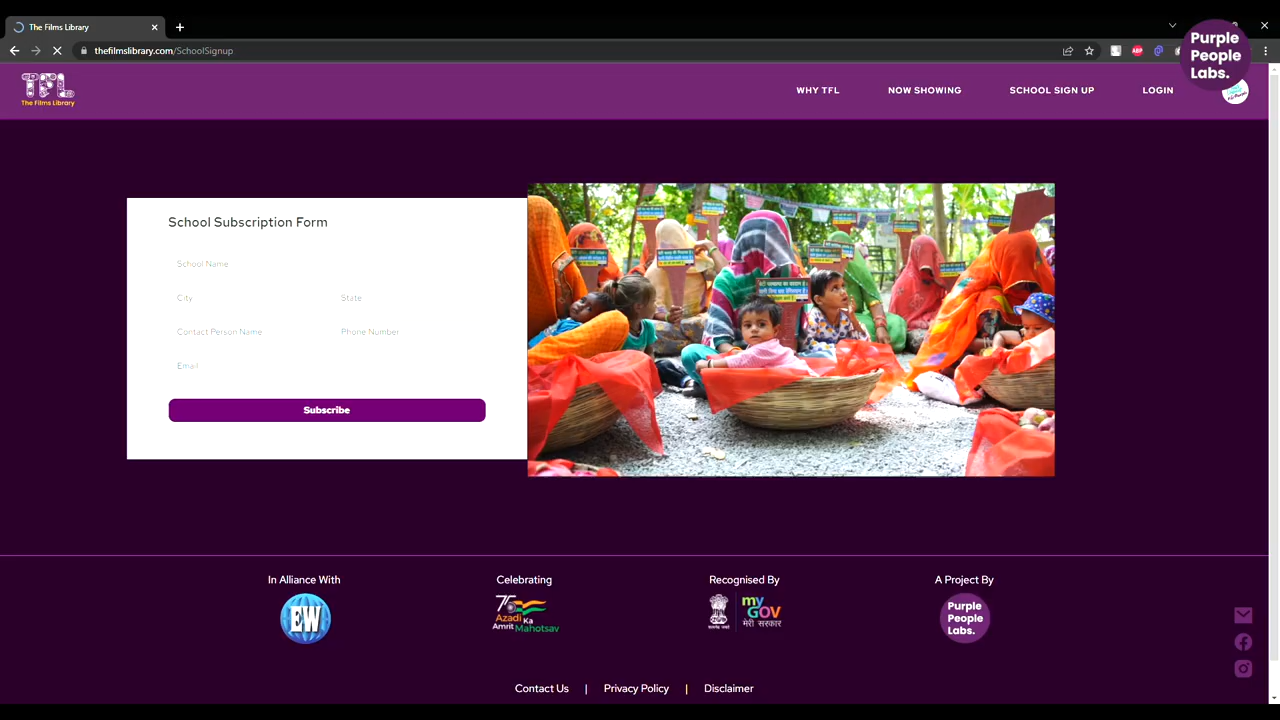 The Films Library
thefilmslibrary.com/SchoolSignup
Purple
People
Labs.
TFL
The Films Library
WHY TFL
NOW SHOWING
SCHOOL SIGN UP
LOGIN
School Subscription Form
School Name
City
State
Contact Person Name
Phone Number
Email
Subscribe
In Alliance With
Celebrating
Recognised By
A Project By
EW
75
Azadi Ka
Amrit Mahotsav
my
GOV
मेरी सरकार
Purple
People
Labs.
Contact Us | Privacy Policy | Disclaimer